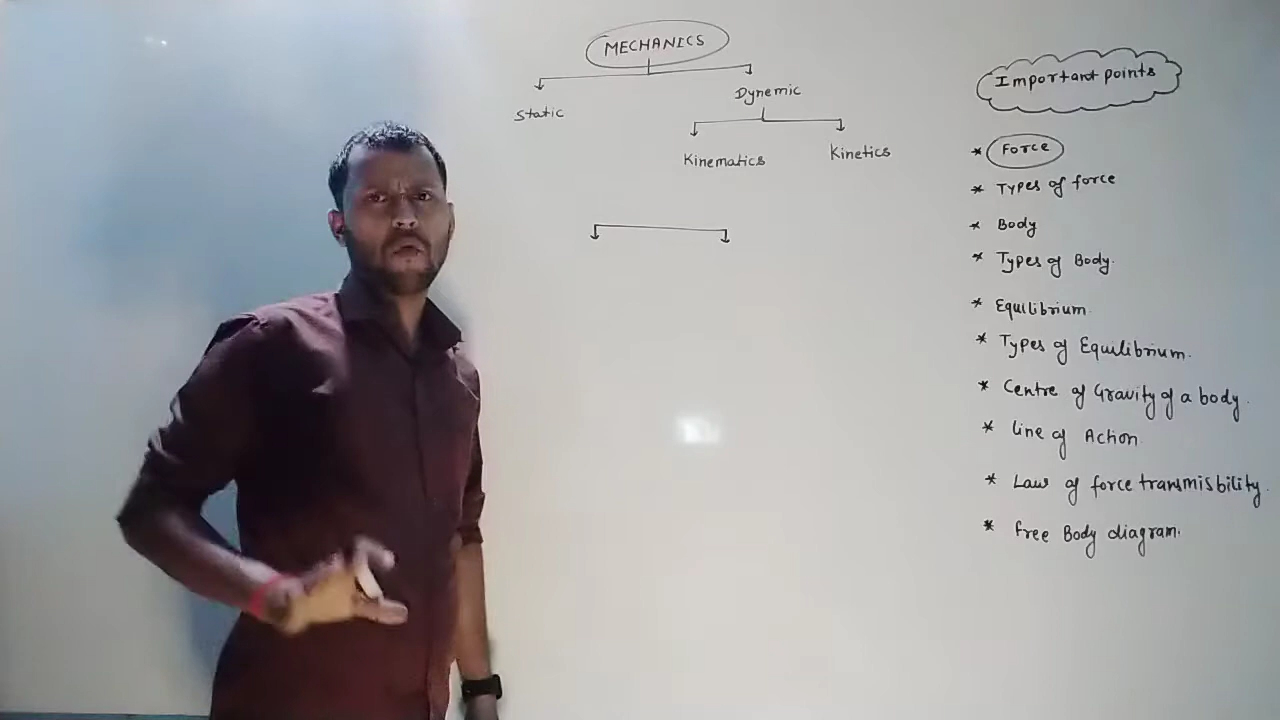 MECHANICS
Static
Dynemic
Kinematics
Kinetics
Important points
* Force
* Types of force
* Body
* Types of Body.
* Equilibrium
* Types of Equilibrium.
* Centre of Gravity of a body.
* line of Action
* Law of force transmisbility.
* free Body diagram.